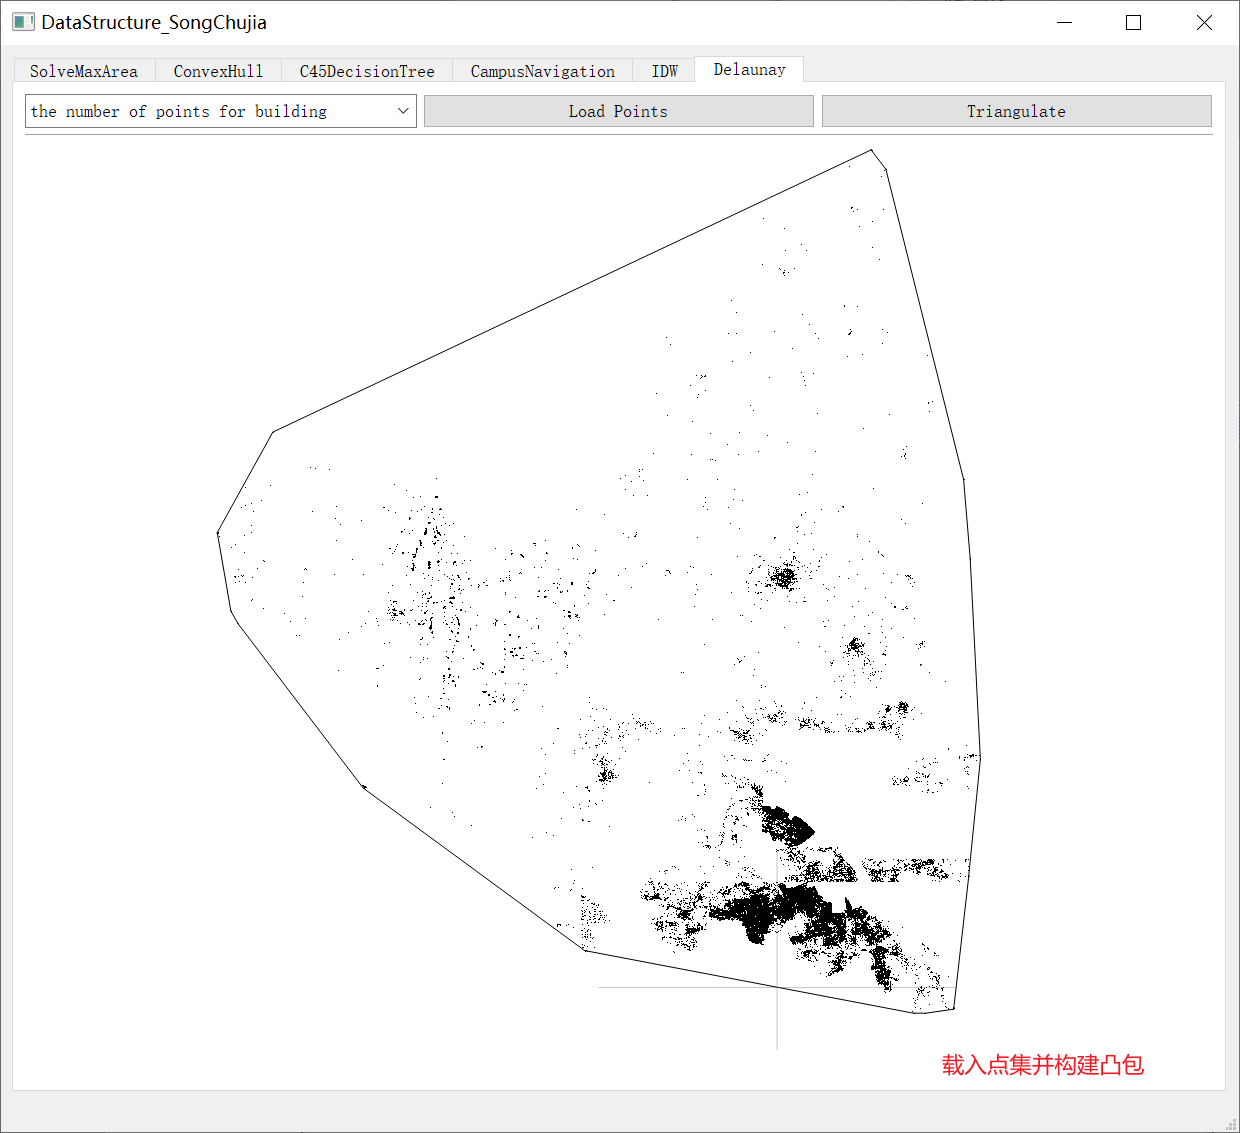 DataStructure_SongChujia
SolveMaxArea ConvexHull C45DecisionTree CampusNavigation IDW Delaunay
the number of points for building Load Points Triangulate
载入点集并构建凸包